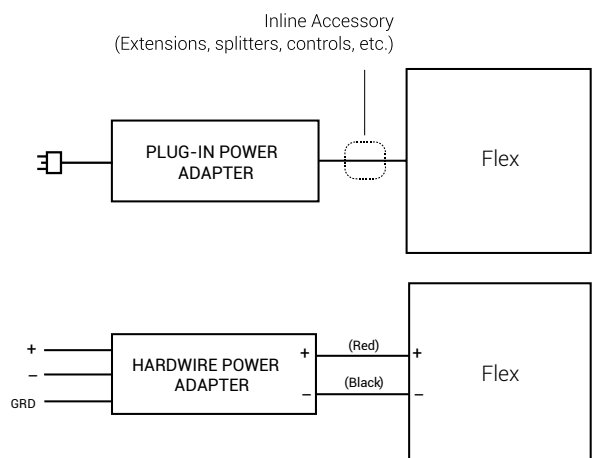 Inline Accessory
(Extensions, splitters, controls, etc.)
PLUG-IN POWER
ADAPTER
Flex
+
–
GRD
HARDWIRE POWER
ADAPTER
+
–
(Red)
(Black)
+
–
Flex